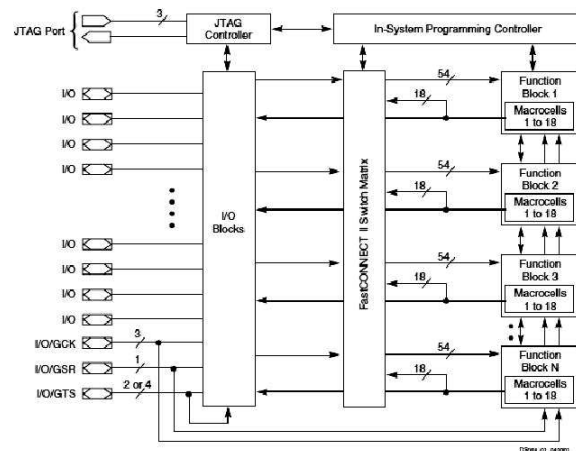 JTAG Port
3
JTAG
Controller
In-System Programming Controller
I/O
I/O
I/O
I/O
I/O
I/O
I/O
I/O
I/O/GCK
3
I/O/GSR
1
I/O/GTS
2 or 4
I/O
Blocks
FastCONNECT II Switch Matrix
54
18
Function
Block 1
Macrocells
1 to 18
54
18
Function
Block 2
Macrocells
1 to 18
54
18
Function
Block 3
Macrocells
1 to 18
54
18
Function
Block N
Macrocells
1 to 18